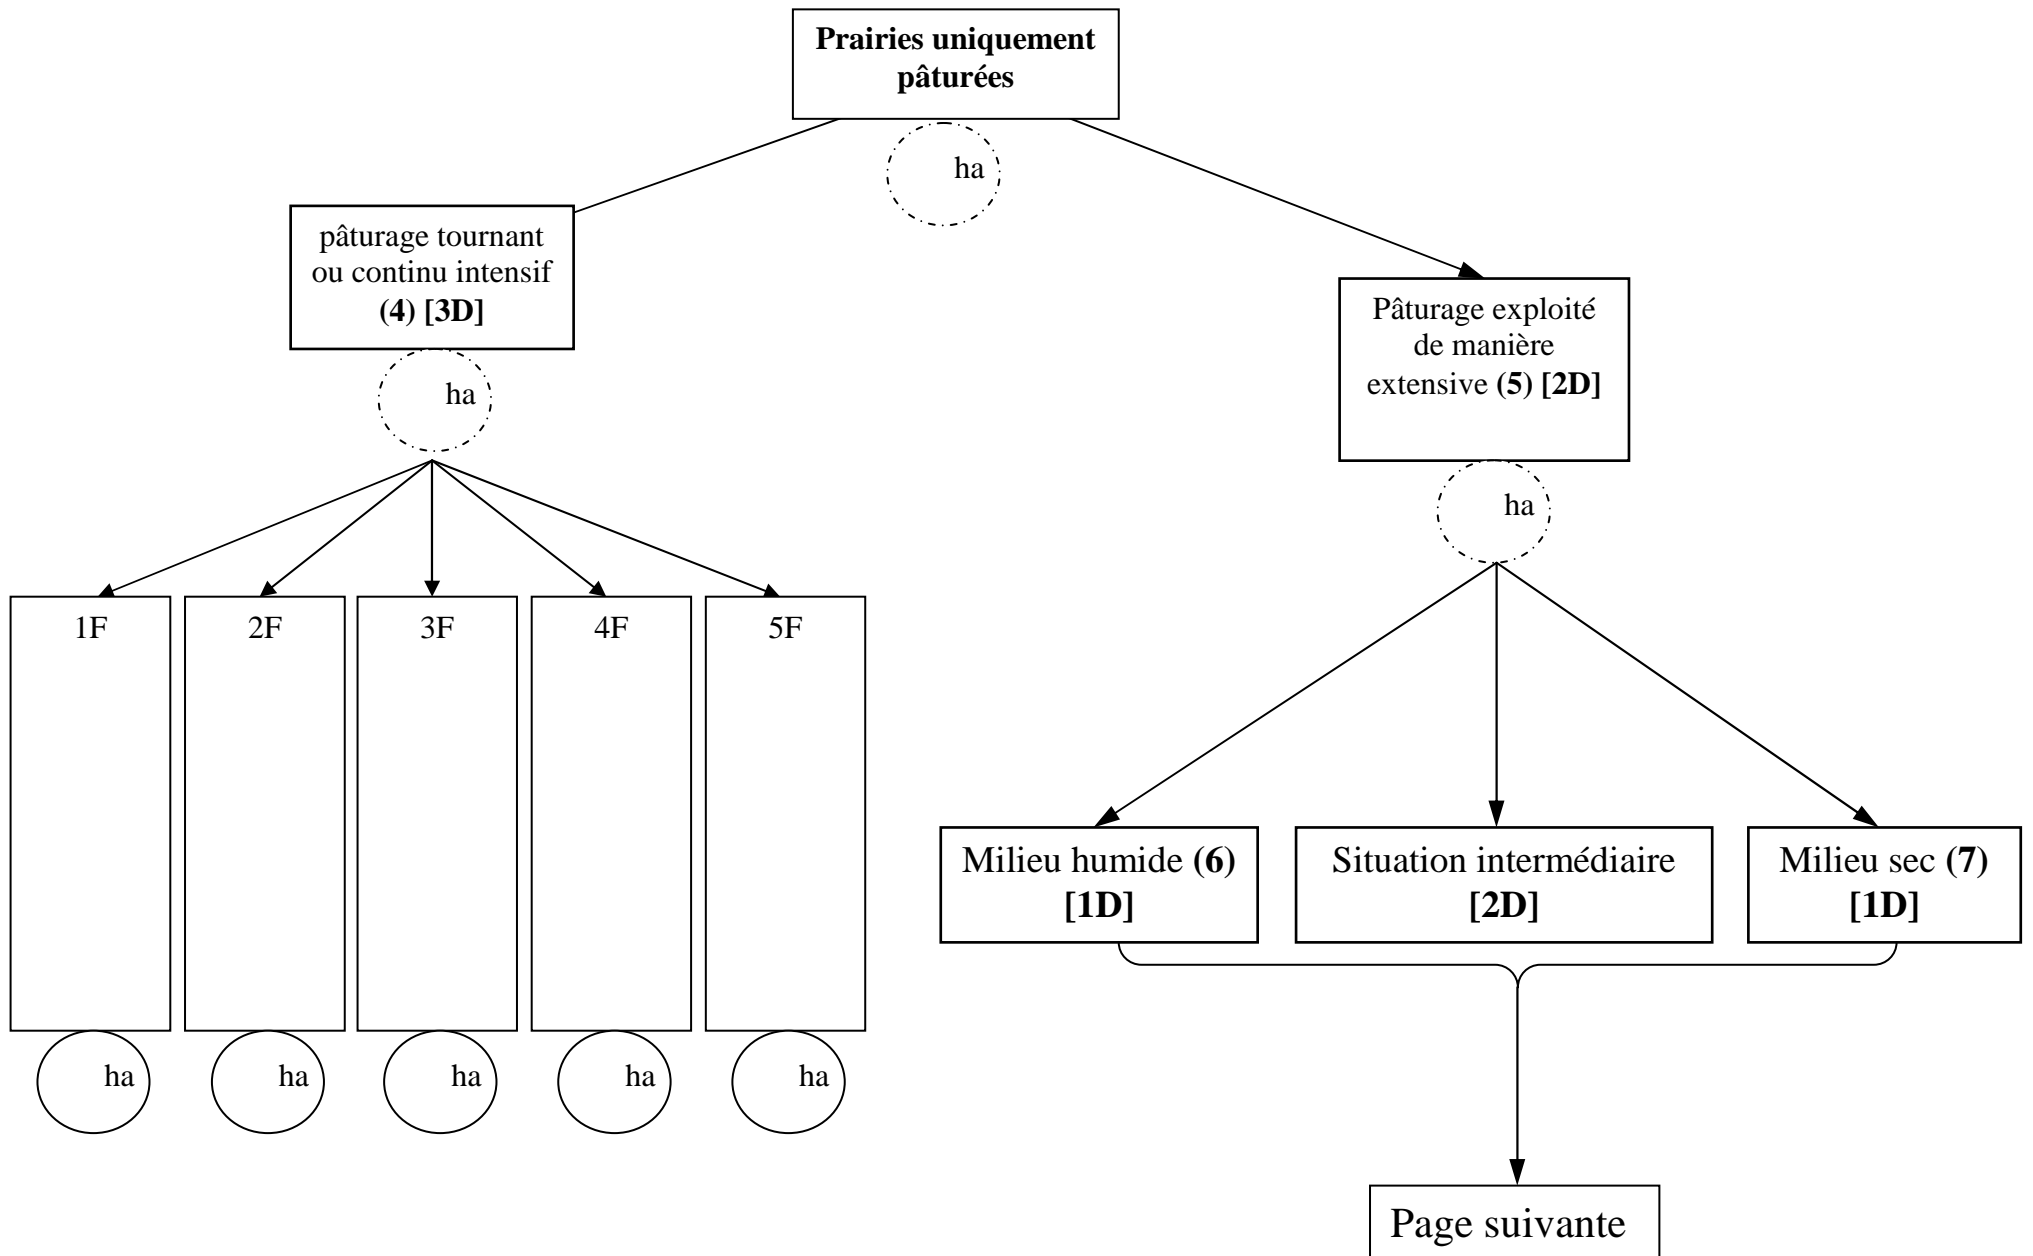 Prairies uniquement
pâturées
ha
pâturage tournant
ou continu intensif
(4) [3D]
ha
Pâturage exploité
de manière
extensive (5) [2D]
ha
1F
2F
3F
4F
5F
ha
ha
ha
ha
ha
Milieu humide (6)
[1D]
Situation intermédiaire
[2D]
Milieu sec (7)
[1D]
Page suivante